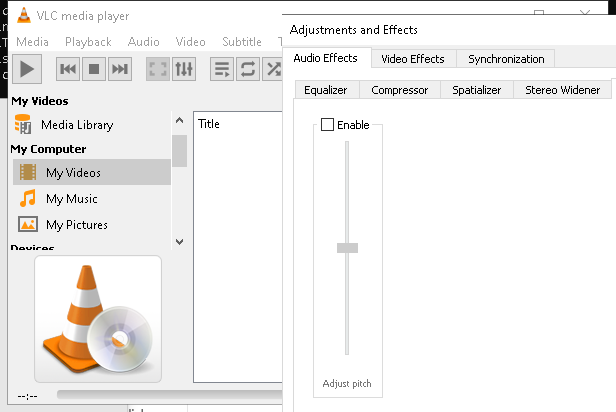 VLC media player
Media Playback Audio Video Subtitle T
My Videos
Media Library
My Computer
My Videos
My Music
My Pictures
Devices
Title
--:--
Adjustments and Effects
Audio Effects Video Effects Synchronization
Equalizer Compressor Spatializer Stereo Widener
Enable
Adjust pitch